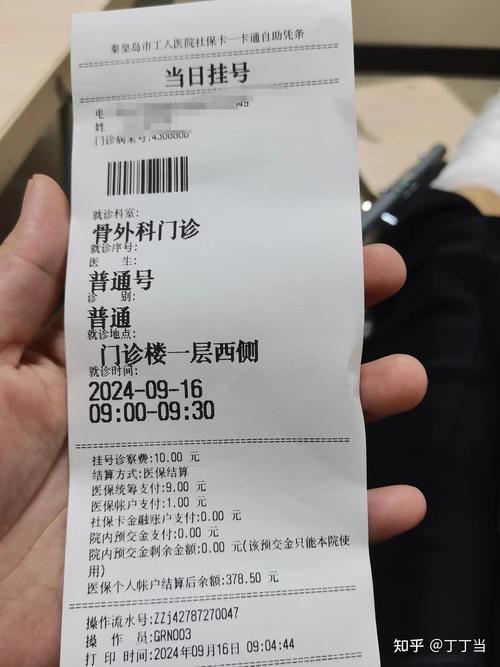 秦皇岛市工人医院社保卡一卡通自助凭条
当日挂号
电
姓
门诊病案号:4300800
就诊科室:
骨外科门诊
就诊序号:
医 生:
普通号
诊 别:
普通
就诊地点:
门诊楼一层西侧
就诊时间:
2024-09-16
09:00-09:30
挂号诊察费:10.00 元
结算方式:医保结算
医保统筹支付:9.00 元
医保帐户支付:1.00 元
社保卡金融账户支付:0.00 元
院内预交金支付:0.00 元
院内预交金剩余金额:0.00 元(该预交金只能本院使
用)
医保个人帐户结算后余额:378.50 元
操作流水号:ZZj42787270047
操 作 员:GRN003
打 印 时间:2024年09月16日 09:04:44
知乎 @丁丁当